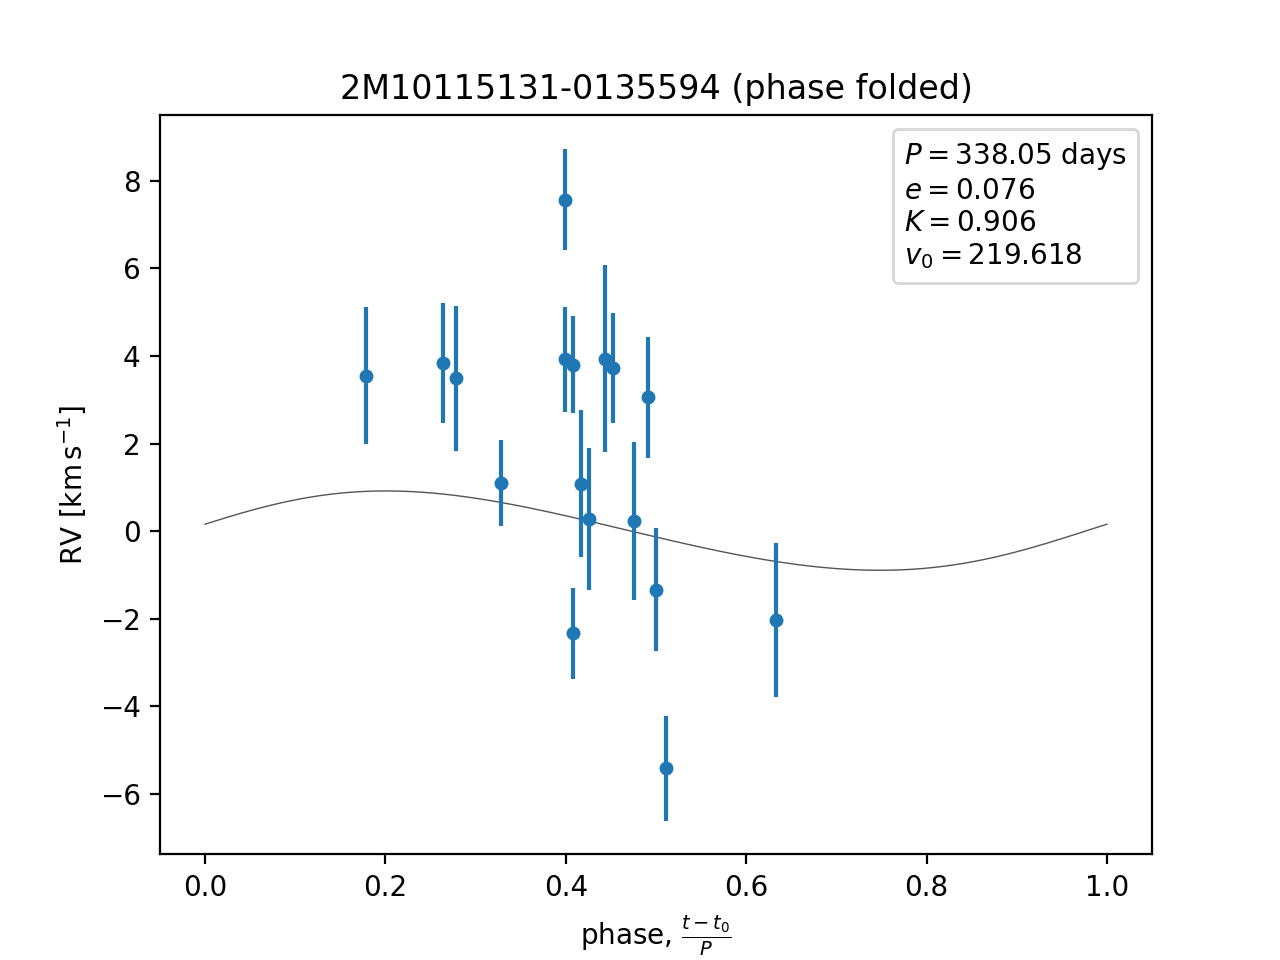 2M10115131-0135594 (phase folded)
P = 338.05 days
e = 0.076
K = 0.906
v₀ = 219.618
8
6
4
2
0
−2
−4
−6
RV [km s⁻¹]
0.0 0.2 0.4 0.6 0.8 1.0
phase, (t − t₀)/P